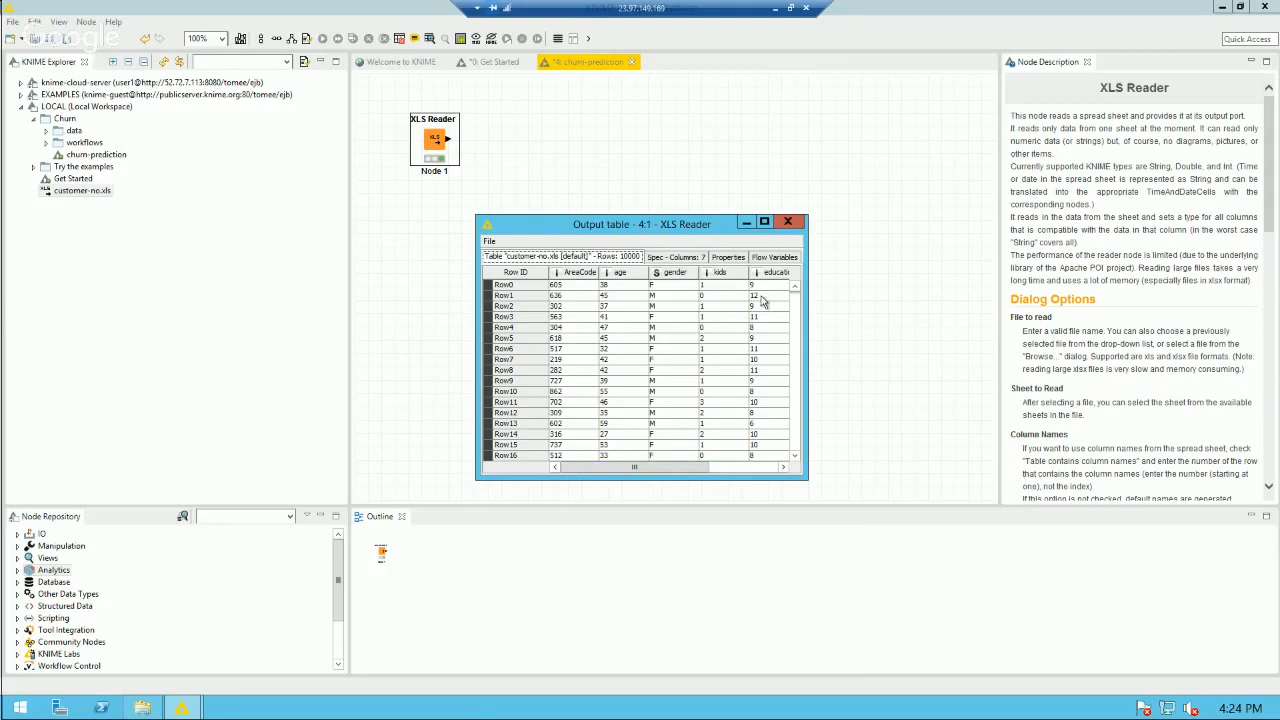 23.97.149.169
File
View
Node
Help
Google
100%
Quick Access
KNIME Explorer
knime-cloud-server (user1@http://52.72.7.113:8080/tomee/ejb)
EXAMPLES (knime-guest@http://publicserver.knime.org:80/tomee/ejb)
LOCAL (Local Workspace)
Churn
data
workflows
churn-prediction
Try the examples
Get Started
customer-no.xls
Welcome to KNIME
*0: Get Started
*4: churn-prediction
XLS Reader
XLS
Node 1
Output table - 4:1 - XLS Reader
File
Table "customer-no.xls [default]" - Rows: 10000
Spec - Columns: 7
Properties
Flow Variables
Row ID I AreaCode I age S gender I kids I educati
Row0 605 38 F 1 9
Row1 636 45 M 0 12
Row2 302 37 M 1 9
Row3 563 41 F 1 11
Row4 304 47 M 0 8
Row5 618 45 M 2 9
Row6 517 32 F 1 11
Row7 219 42 F 1 10
Row8 282 42 F 2 11
Row9 727 39 M 1 9
Row10 862 55 M 0 8
Row11 702 46 F 3 10
Row12 309 35 M 2 8
Row13 602 59 M 1 6
Row14 316 27 F 2 10
Row15 737 53 F 1 10
Row16 512 33 F 0 8
Node Description
XLS Reader
This node reads a spread sheet and provides it at its output port.
It reads only data from one sheet at the moment. It can read only
numeric data (or strings) but, of course, no diagrams, pictures, or
other items.
Currently supported KNIME types are String, Double, and Int (Time
or date in the spread sheet is represented as String and can be
translated into the appropriate TimeAndDateCells with the
corresponding nodes.)
It reads in the data from the sheet and sets a type for all columns
that is compatible with the data in that column (in the worst case
"String" covers all).
The performance of the reader node is limited (due to the underlying
library of the Apache POI project). Reading large files takes a very
long time and uses a lot of memory (especially files in xlsx format).
Dialog Options
File to read
Enter a valid file name. You can also choose a previously
selected file from the drop-down list, or select a file from the
"Browse..." dialog. Supported are xls and xlsx file formats. (Note:
reading large xlsx files is very slow and memory consuming.)
Sheet to Read
After selecting a file, you can select the sheet from the available
sheets in the file.
Column Names
If you want to use column names from the spread sheet, check
"Table contains column names" and enter the number of the row
that contains the column names (enter the number (starting at
one), not the index)
If this option is not checked, default names are generated
Node Repository
IO
Manipulation
Views
Analytics
Database
Other Data Types
Structured Data
Scripting
Tool Integration
Community Nodes
KNIME Labs
Workflow Control
Outline
4:24 PM